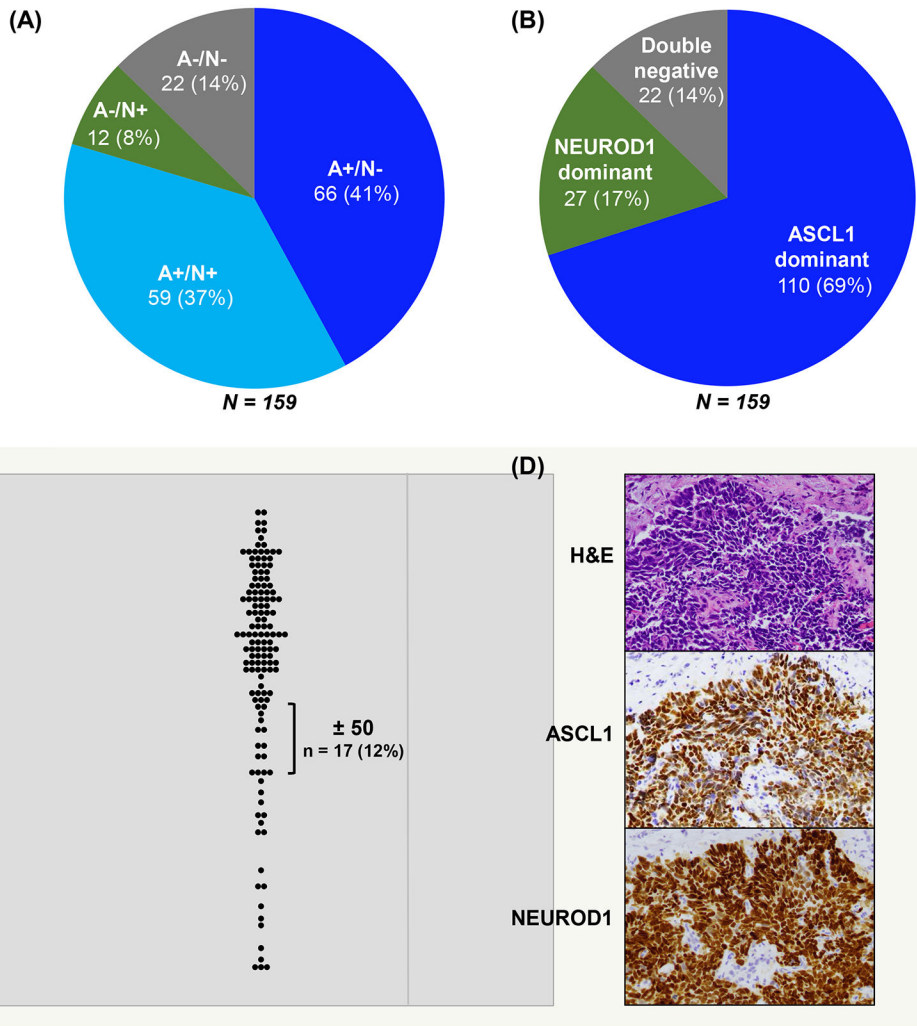 (A)
A-/N-
22 (14%)
A-/N+
12 (8%)
A+/N-
66 (41%)
A+/N+
59 (37%)
N = 159
(B)
Double
negative
22 (14%)
NEUROD1
dominant
27 (17%)
ASCL1
dominant
110 (69%)
N = 159
± 50
n = 17 (12%)
(D)
H&E
ASCL1
NEUROD1